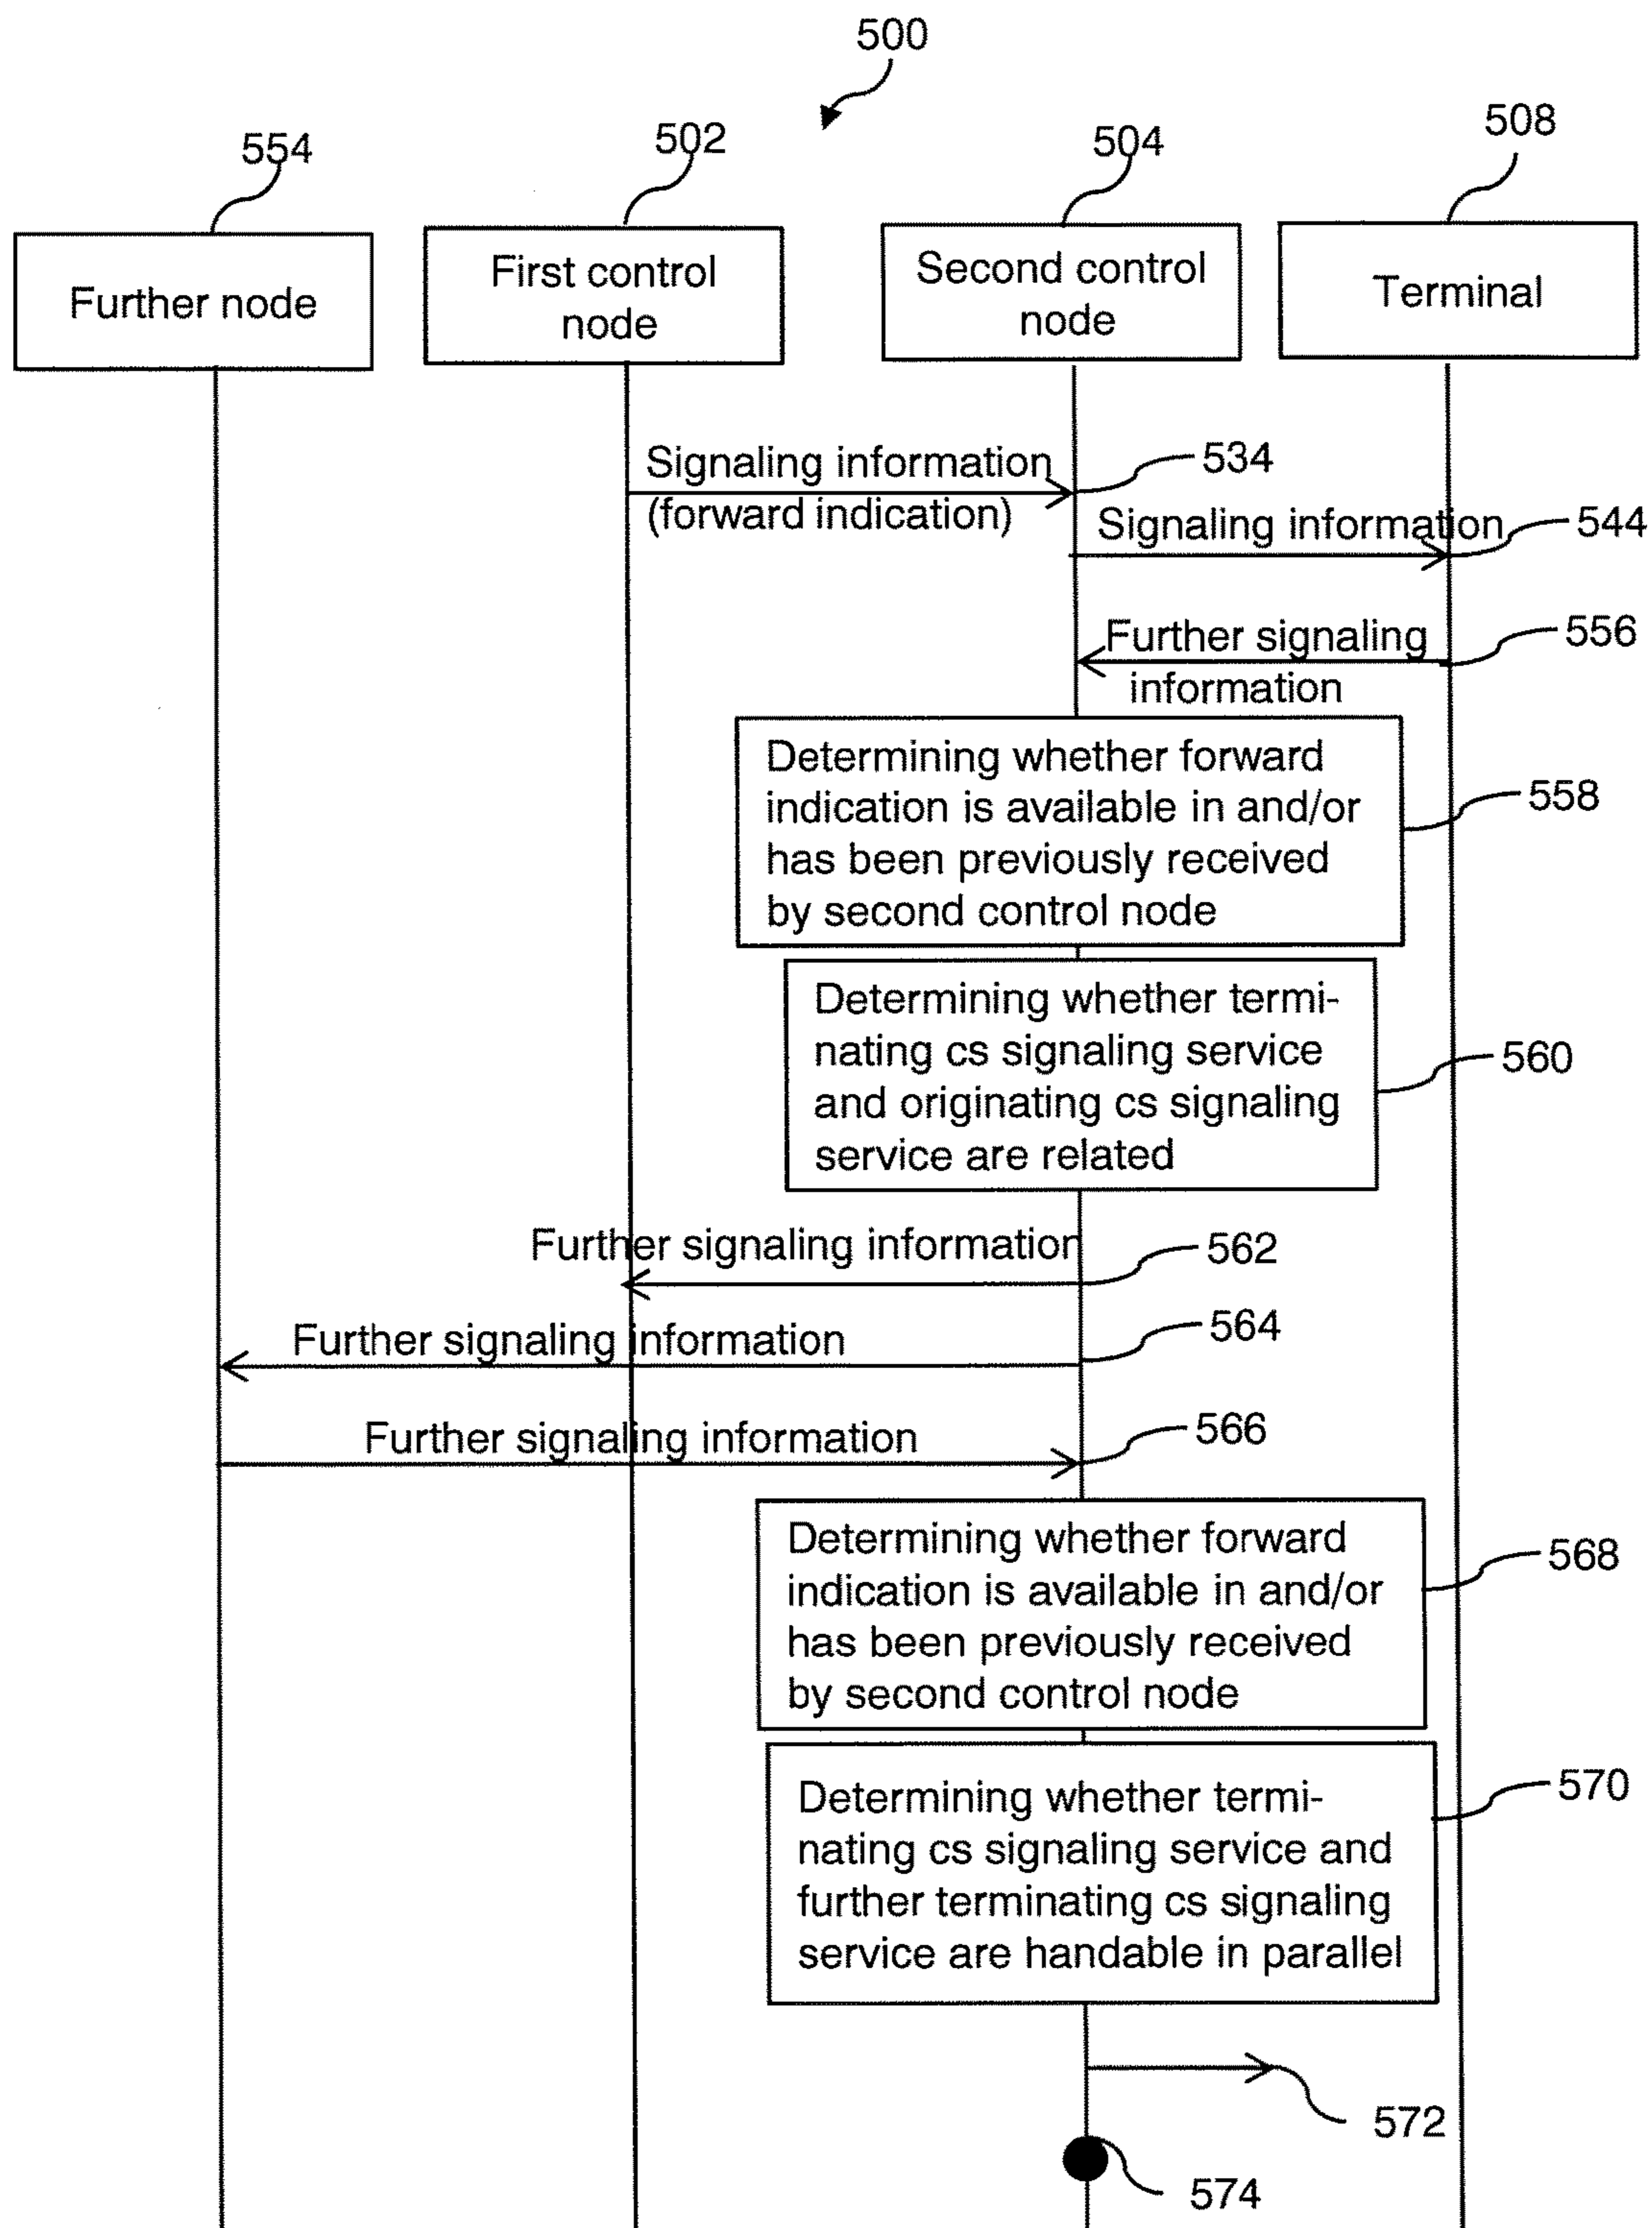 500
554
502
504
508
Further node
First control
node
Second control
node
Terminal
Signaling information
(forward indication)
534
Signaling information
544
Further signaling
information
556
Determining whether forward
indication is available in and/or
has been previously received
by second control node
558
Determining whether termi-
nating cs signaling service
and originating cs signaling
service are related
560
Further signaling information
562
Further signaling information
564
Further signaling information
566
Determining whether forward
indication is available in and/or
has been previously received
by second control node
568
Determining whether termi-
nating cs signaling service and
further terminating cs signaling
service are handable in parallel
570
572
574